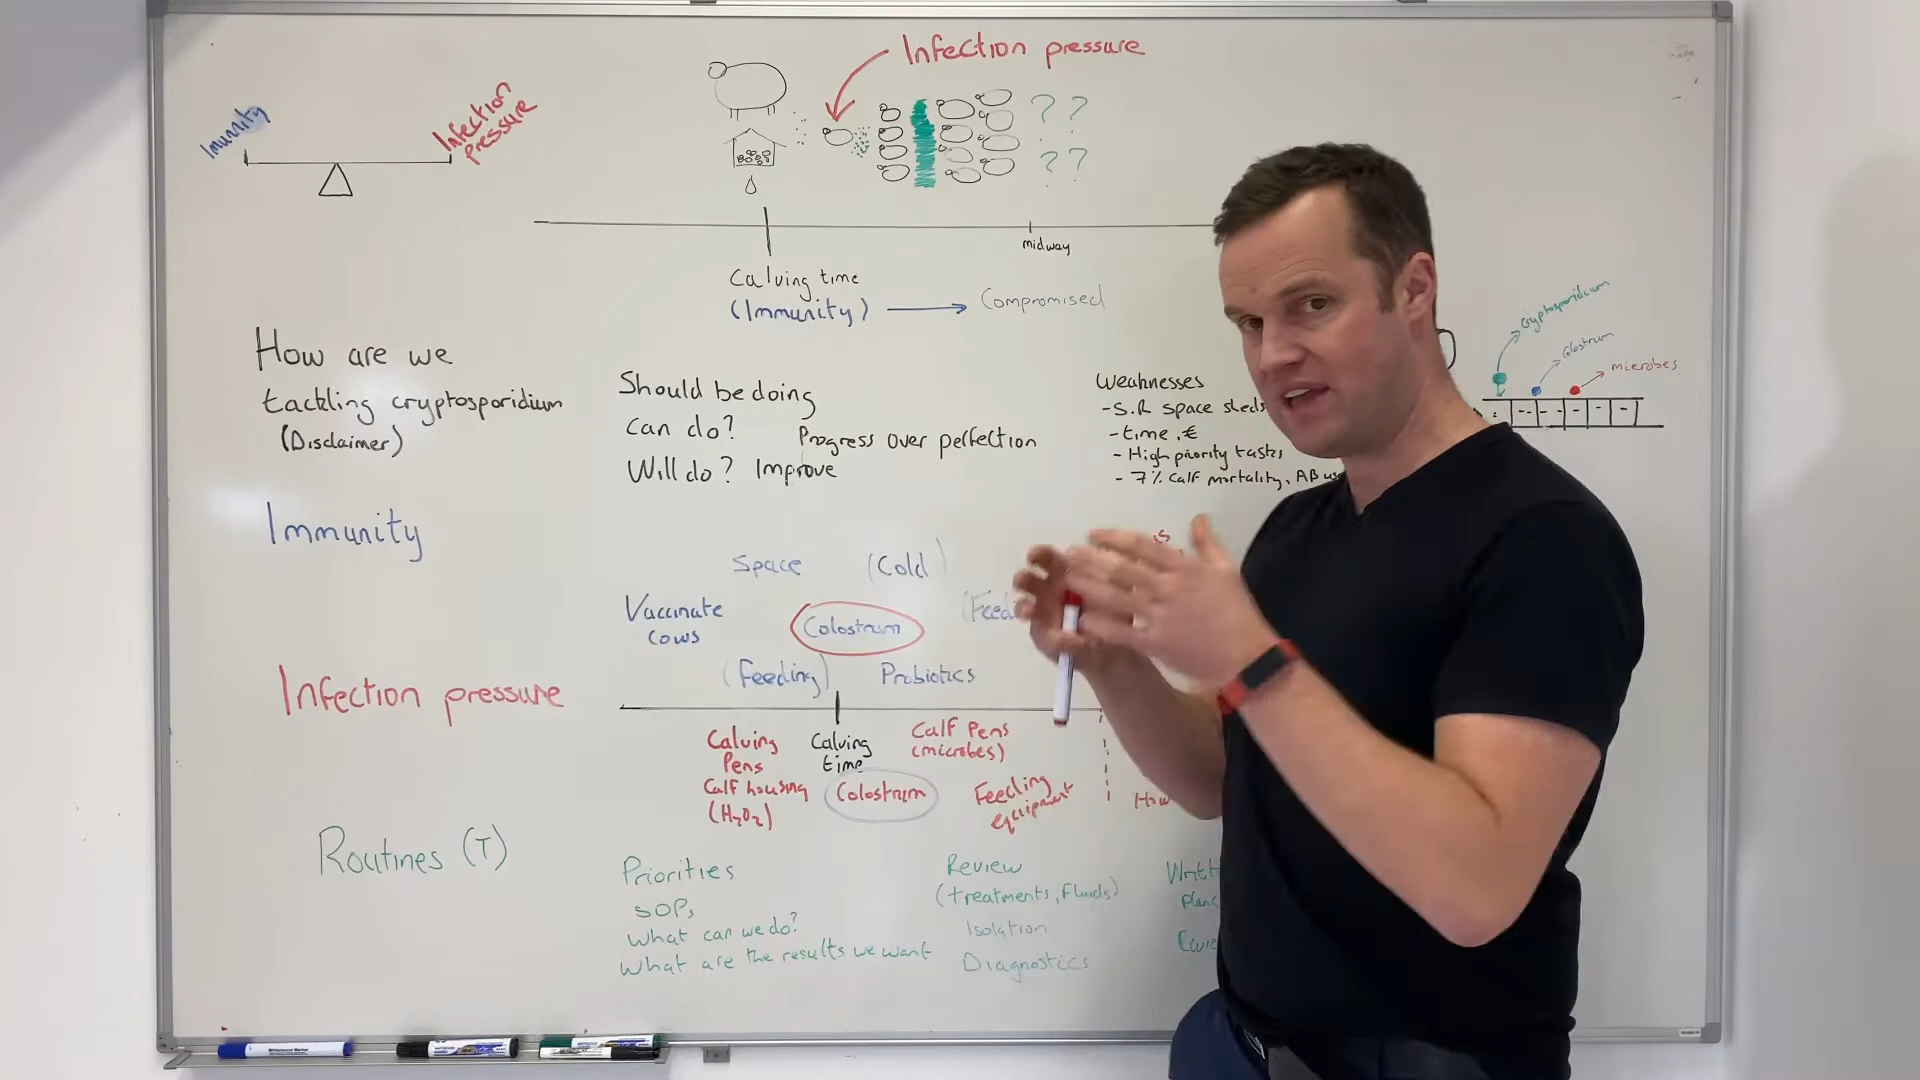 Infection pressure
Imunity
Infection
pressure
? ?
? ?
midway
Calving time
(Immunity)
Compromised
How are we
tackling cryptosporidium
(Disclaimer)
Should be doing
Can do?
Progress over perfection
Will do? Improve
Weaknesses
-S.R space sheds
-time, €
- High priority tasks
- 7% Calf mortality, AB
cryptosporidium
Colostrum
microbes
Immunity
Space
(Cold)
Vaccinate
cows
Colostrum
(Feeding)
Probiotics
Infection pressure
Calving
Pens
Calving
time
Calf Pens
(microbes)
Calf housing
(H2O2)
Colostrum
Feeding
equipment
Routines (T)
Priorities
SOPs
What can we do?
What are the results we want
Review
(treatments, Fluids)
Isolation
Diagnostics
Plans